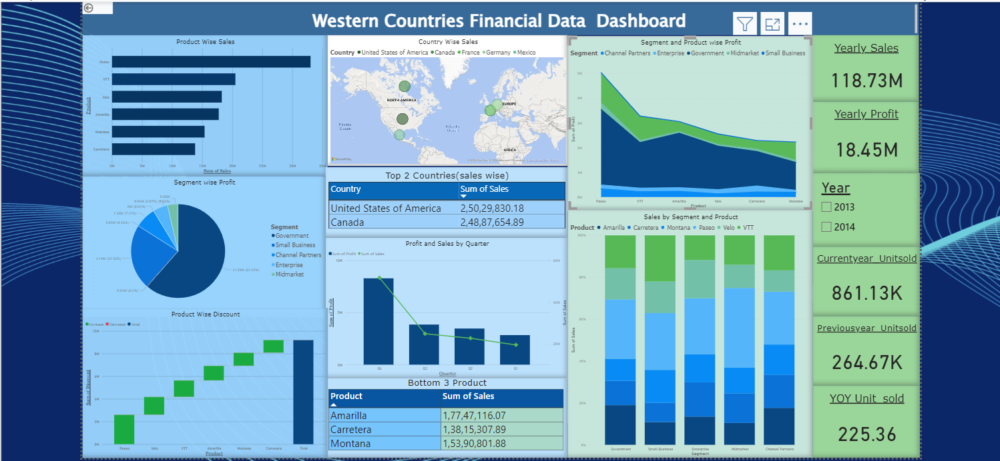 Western Countries Financial Data  Dashboard
Product Wise Sales
Product
Paseo
VTT
Velo
Amarilla
Montana
Carretera
0M 5M 10M 15M 20M 25M 30M 35M
Sum of Sales
Segment wise Profit
Segment
Government
Small Business
Channel Partners
Enterprise
Midmarket
Product Wise Discount
Increase Decrease Total
Sum of Discount
10M
8M
6M
4M
2M
0M
Paseo Velo VTT Amarilla Montana Carretera Total
Product
Country Wise Sales
Country United States of America Canada France Germany Mexico
NORTH AMERICA
EUROPE
Pacific
Ocean
Atlantic
Ocean
AFRICA
Microsoft Bing
Top 2 Countries(sales wise)
Country Sum of Sales
United States of America 2,50,29,830.18
Canada 2,48,87,654.89
Profit and Sales by Quarter
Sum of Profit Sum of Sales
Sum of Profit
10M
5M
0M
60M
40M
20M
Sum of Sales
Q4 Q3 Q2 Q1
Quarter
Bottom 3 Product
Product Sum of Sales
Amarilla 1,77,47,116.07
Carretera 1,38,15,307.89
Montana 1,53,90,801.88
Segment and Product wise Profit
Segment Channel Partners Enterprise Government Midmarket Small Business
Sum of Profit
5M
4M
3M
2M
1M
0M
Paseo VTT Amarilla Velo Carretera Montana
Product
Sales by Segment and Product
Product Amarilla Carretera Montana Paseo Velo VTT
Sum of Sales
100%
80%
60%
40%
20%
0%
Government Small Business Enterprise Midmarket Channel Partners
Segment
Yearly Sales
118.73M
Yearly Profit
18.45M
Year
2013
2014
Currentyear_Unitsold
861.13K
Previousyear_Unitsold
264.67K
YOY Unit_sold
225.36